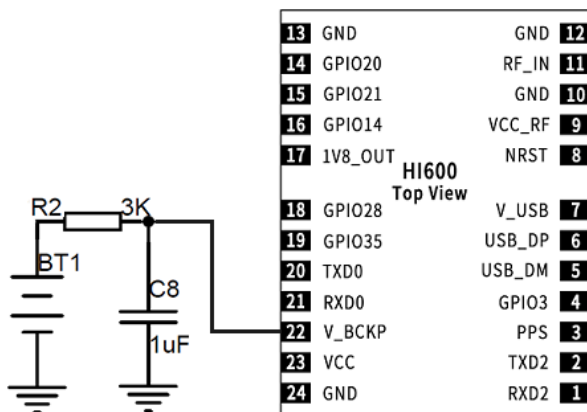 13 GND GND 12
14 GPIO20 RF_IN 11
15 GPIO21 GND 10
16 GPIO14 VCC_RF 9
17 1V8_OUT NRST 8
HI600
Top View
R2 3K
18 GPIO28 V_USB 7
19 GPIO35 USB_DP 6
BT1
20 TXD0 USB_DM 5
C8
21 RXD0 GPIO3 4
1uF
22 V_BCKP PPS 3
23 VCC TXD2 2
24 GND RXD2 1